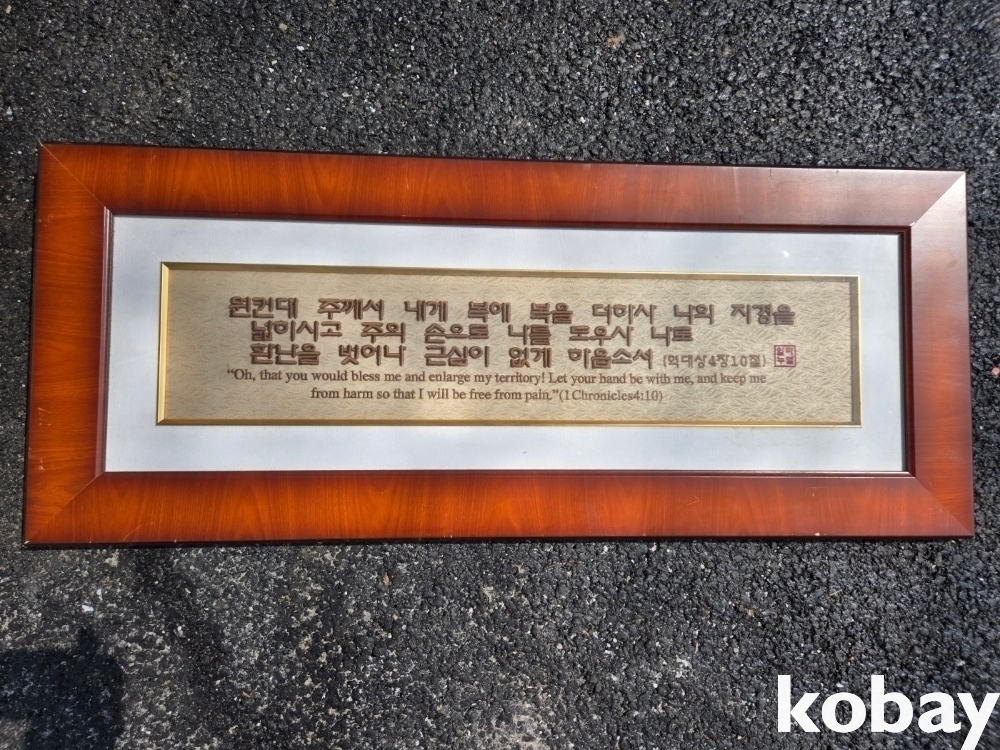 원컨대 주께서 내게 복에 복을 더하사 나의 지경을
넓히시고 주의 손으로 나를 도우사 나로
환난을 벗어나 근심이 없게 하옵소서 (역대상4장10절)
“Oh, that you would bless me and enlarge my territory! Let your hand be with me, and keep me
from harm so that I will be free from pain.”(1Chronicles4:10)
kobay